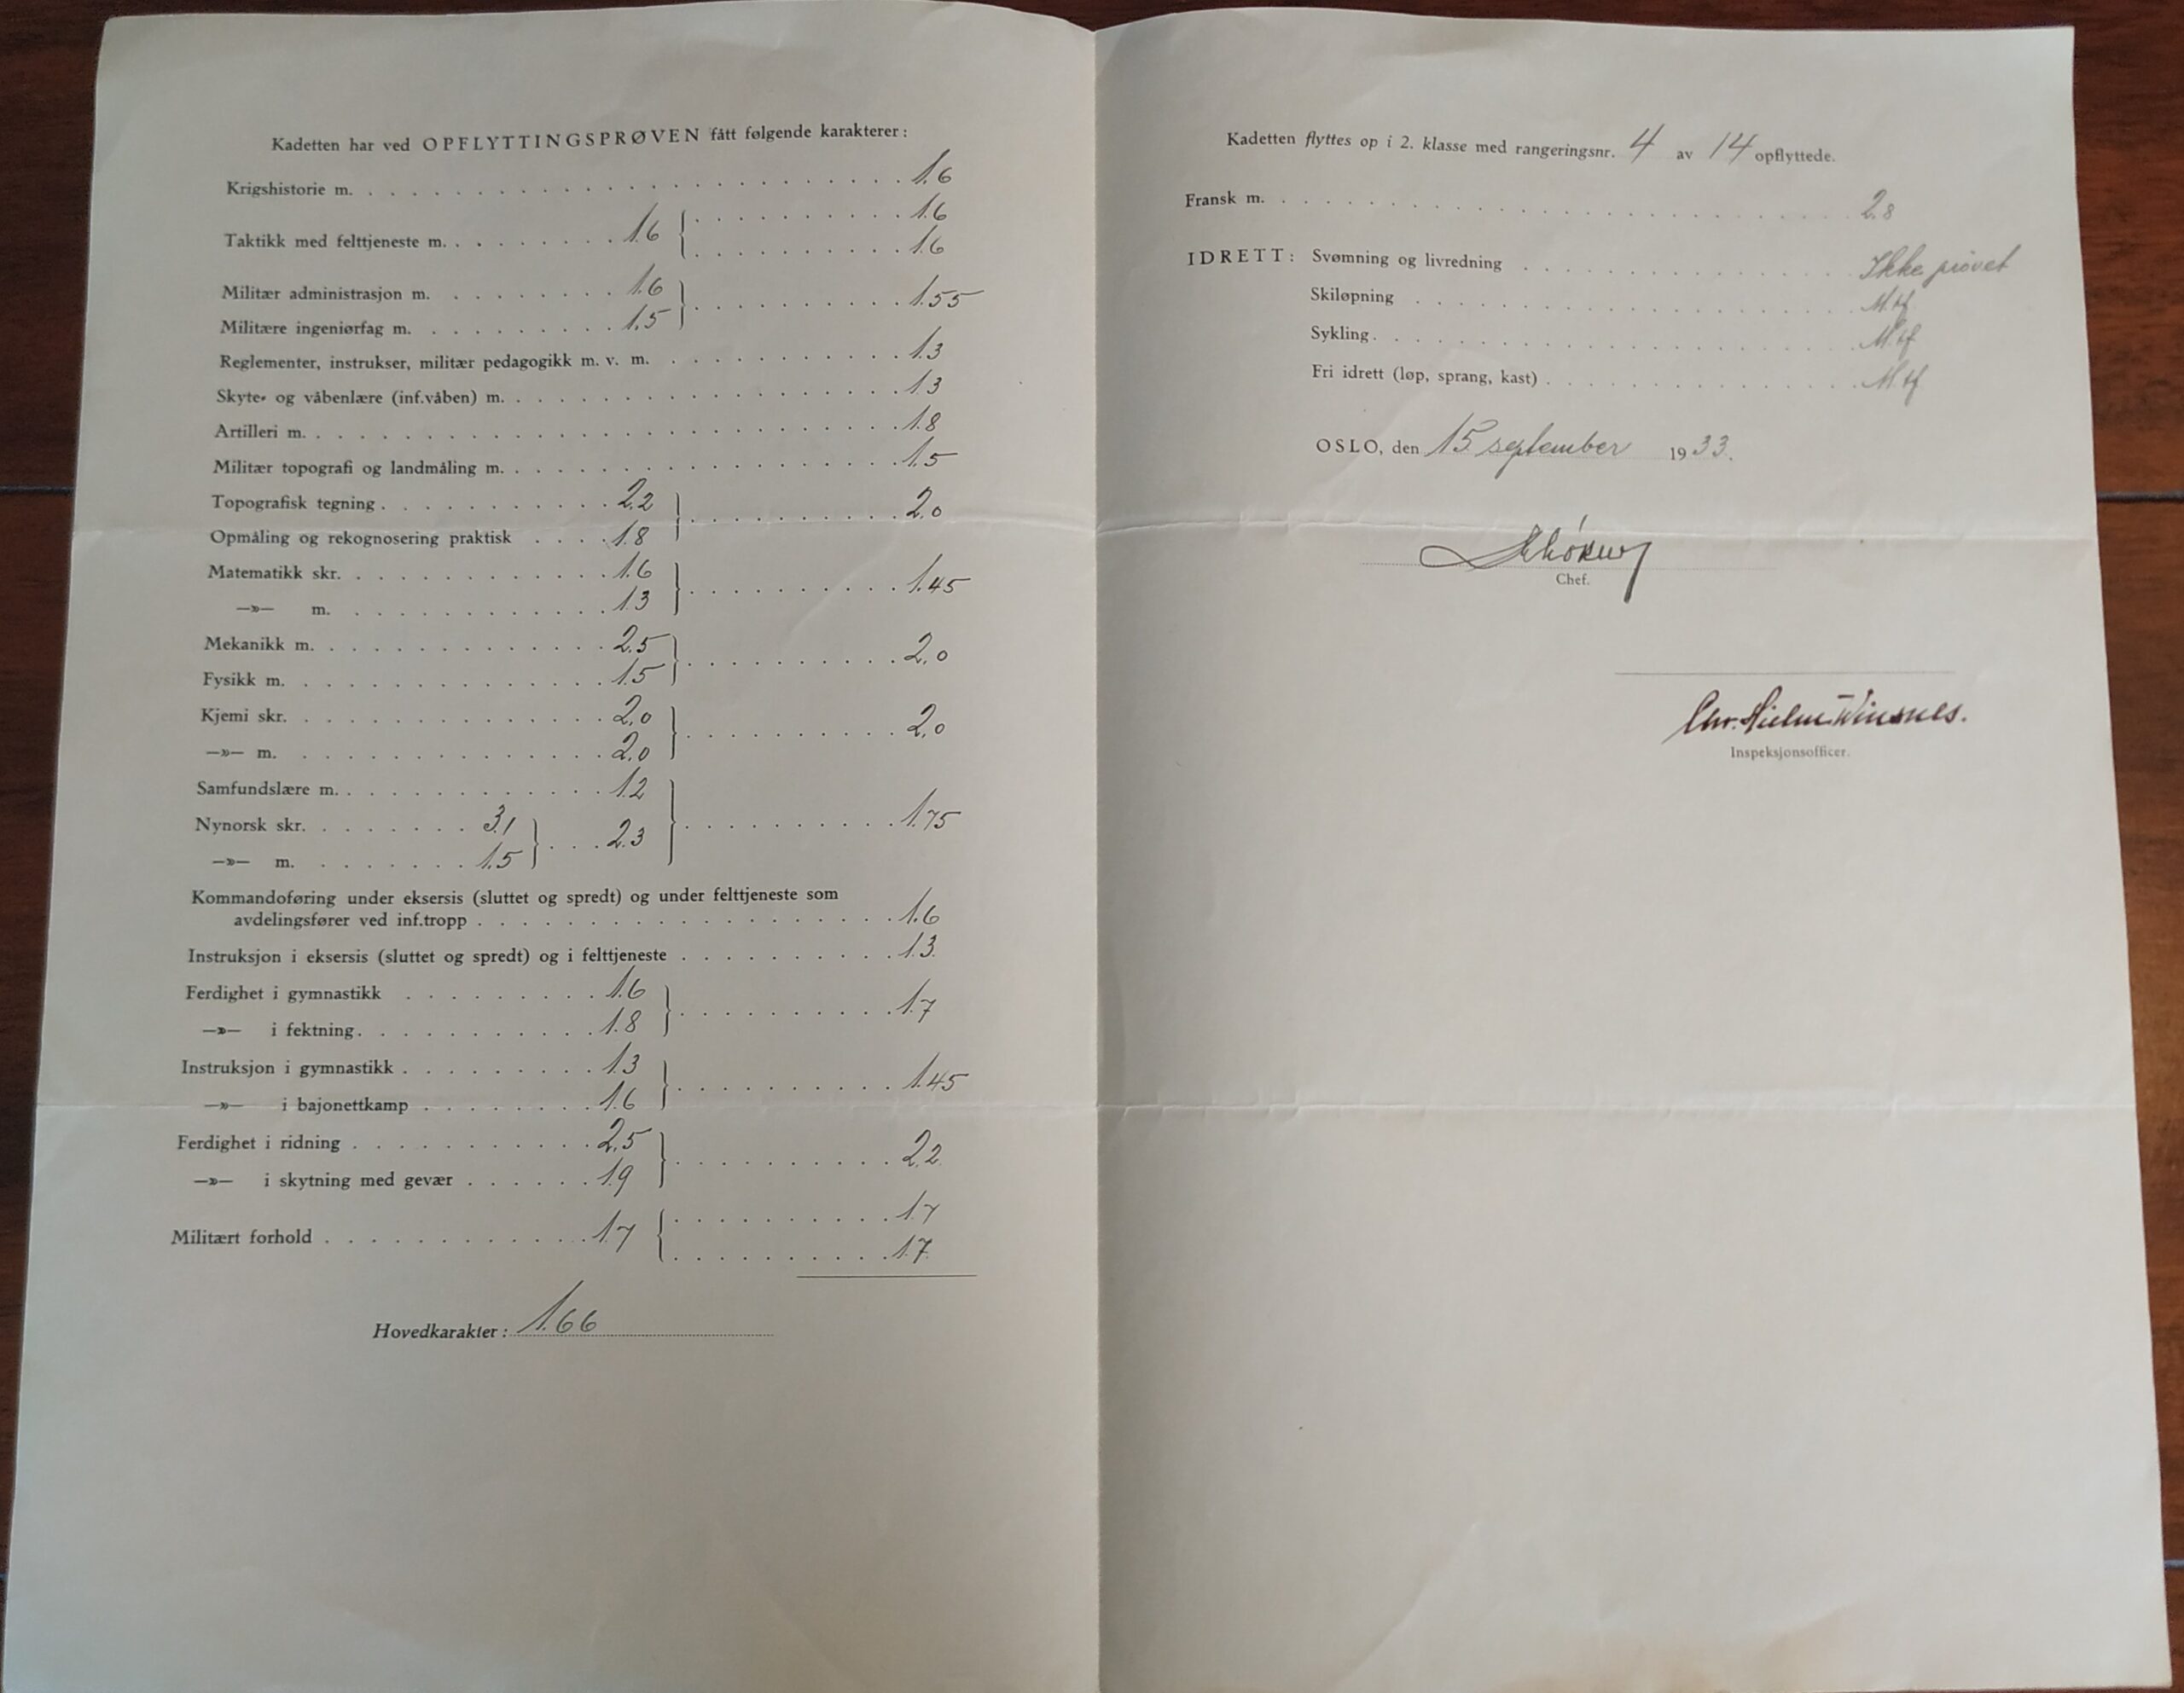 Kadetten har ved OPFLYTTINGSPRØVEN fått følgende karakterer:
Krigshistorie m. 1.6
1.6
Taktikk med felttjeneste m. 1.6
1.6
Militær administrasjon m. 1.6
1.55
Militære ingeniørfag m. 1.5
Reglementer, instrukser, militær pedagogikk m. v. m. 1.3
Skyte- og våbenlære (inf.våben) m. 1.3
Artilleri m. 1.8
Militær topografi og landmåling m. 1.5
Topografisk tegning 2.2
2.0
Opmåling og rekognosering praktisk 1.8
Matematikk skr. 1.6
1.45
—»— m. 1.3
Mekanikk m. 2.5
2.0
Fysikk m. 1.5
Kjemi skr. 2.0
2.0
—»— m. 2.0
Samfundslære m. 1.2
1.75
Nynorsk skr. 3.1
2.3
—»— m. 1.5
Kommandoføring under eksersis (sluttet og spredt) og under felttjeneste som
avdelingsfører ved inf.tropp 1.6
Instruksjon i eksersis (sluttet og spredt) og i felttjeneste 1.3
Ferdighet i gymnastikk 1.6
1.7
—»— i fektning 1.8
Instruksjon i gymnastikk 1.3
1.45
—»— i bajonettkamp 1.6
Ferdighet i ridning 2.5
2.2
—»— i skytning med gevær 1.9
1.7
Militært forhold 1.7
1.7
Hovedkarakter: 1.66
Kadetten flyttes op i 2. klasse med rangeringsnr. 4 av 14 opflyttede.
Fransk m. 2.8
IDRETT: Svømning og livredning Ikke prøvet
Skiløpning M.tf.
Sykling M.tf
Fri idrett (løp, sprang, kast) M.tf
OSLO, den 15 september 1933.
Chef.
Chr. Hielm Winsnes.
Inspeksjonsofficer.